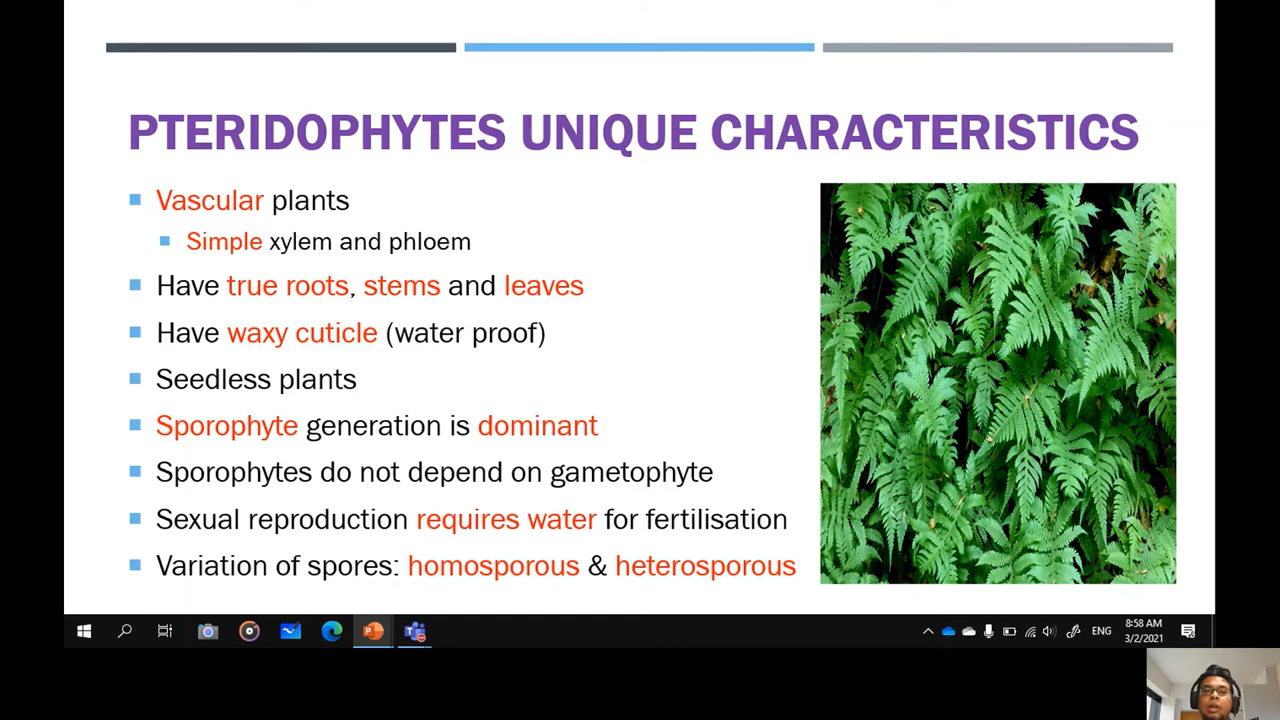 PTERIDOPHYTES UNIQUE CHARACTERISTICS
Vascular plants
Simple xylem and phloem
Have true roots, stems and leaves
Have waxy cuticle (water proof)
Seedless plants
Sporophyte generation is dominant
Sporophytes do not depend on gametophyte
Sexual reproduction requires water for fertilisation
Variation of spores: homosporous & heterosporous
ENG
8:58 AM
3/2/2021